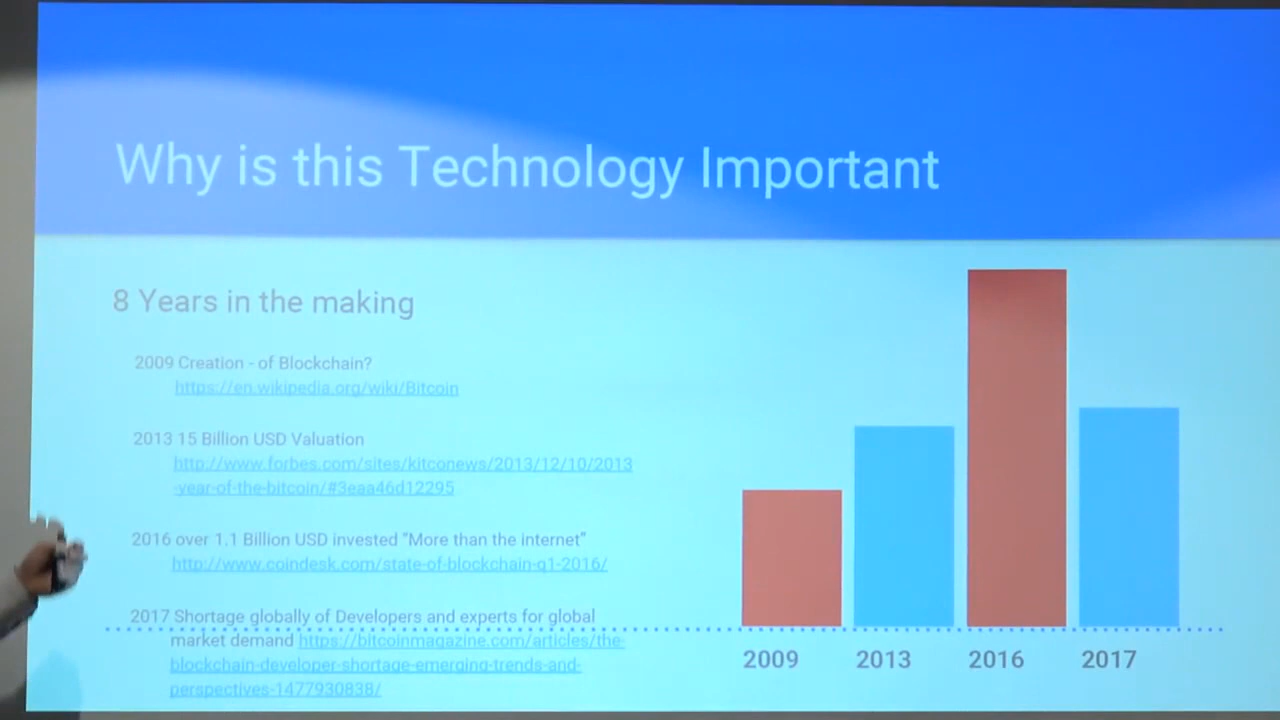 Why is this Technology Important
8 Years in the making
2009 Creation - of Blockchain?
https://en.wikipedia.org/wiki/Bitcoin
2013 15 Billion USD Valuation
http://www.forbes.com/sites/kitconews/2013/12/10/2013
-year-of-the-bitcoin/#3eaa46d12295
2016 over 1.1 Billion USD invested “More than the internet”
http://www.coindesk.com/state-of-blockchain-q1-2016/
2017 Shortage globally of Developers and experts for global
market demand https://bitcoinmagazine.com/articles/the-
blockchain-developer-shortage-emerging-trends-and-
perspectives-1477930838/
2009 2013 2016 2017